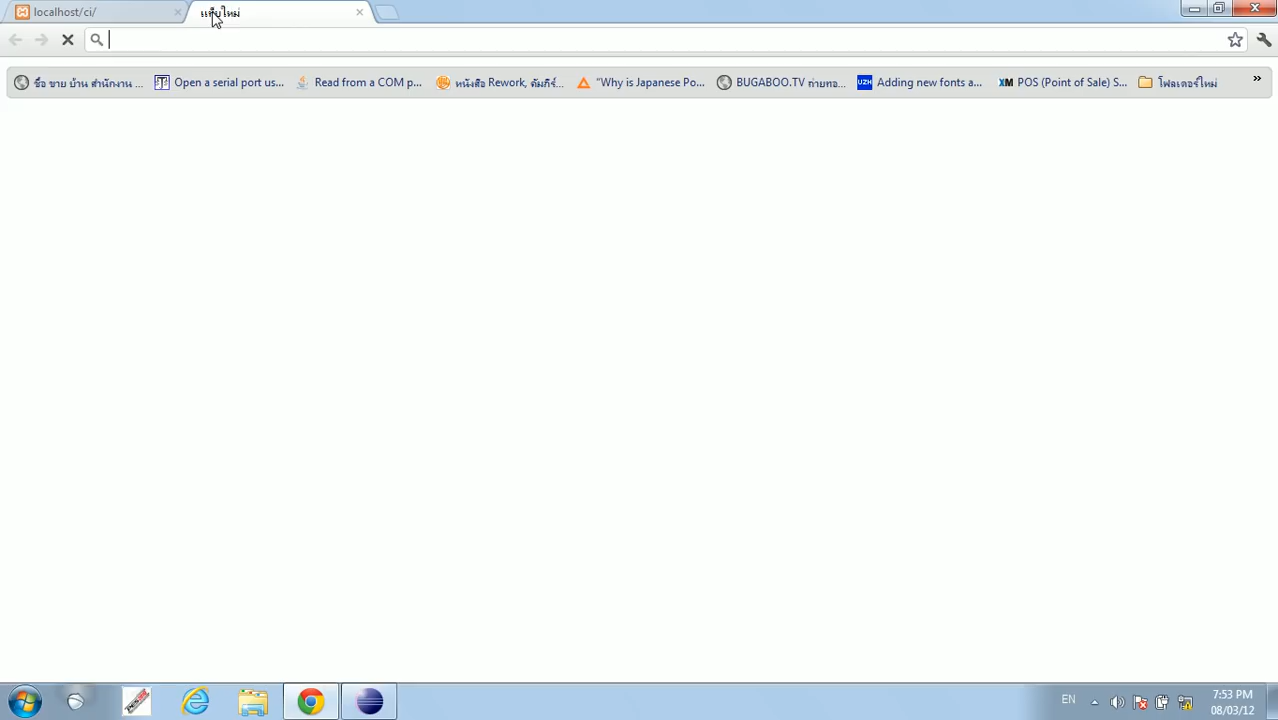 localhost/ci/
แท็บใหม่
ซื้อ ขาย บ้าน สำนักงาน ...
Open a serial port us...
Read from a COM p...
หนังสือ Rework, คัมภีร์...
"Why is Japanese Po...
BUGABOO.TV ถ่ายทอ...
UZH
Adding new fonts a...
XM
POS (Point of Sale) S...
โฟลเดอร์ใหม่
»
EN
7:53 PM
08/03/12